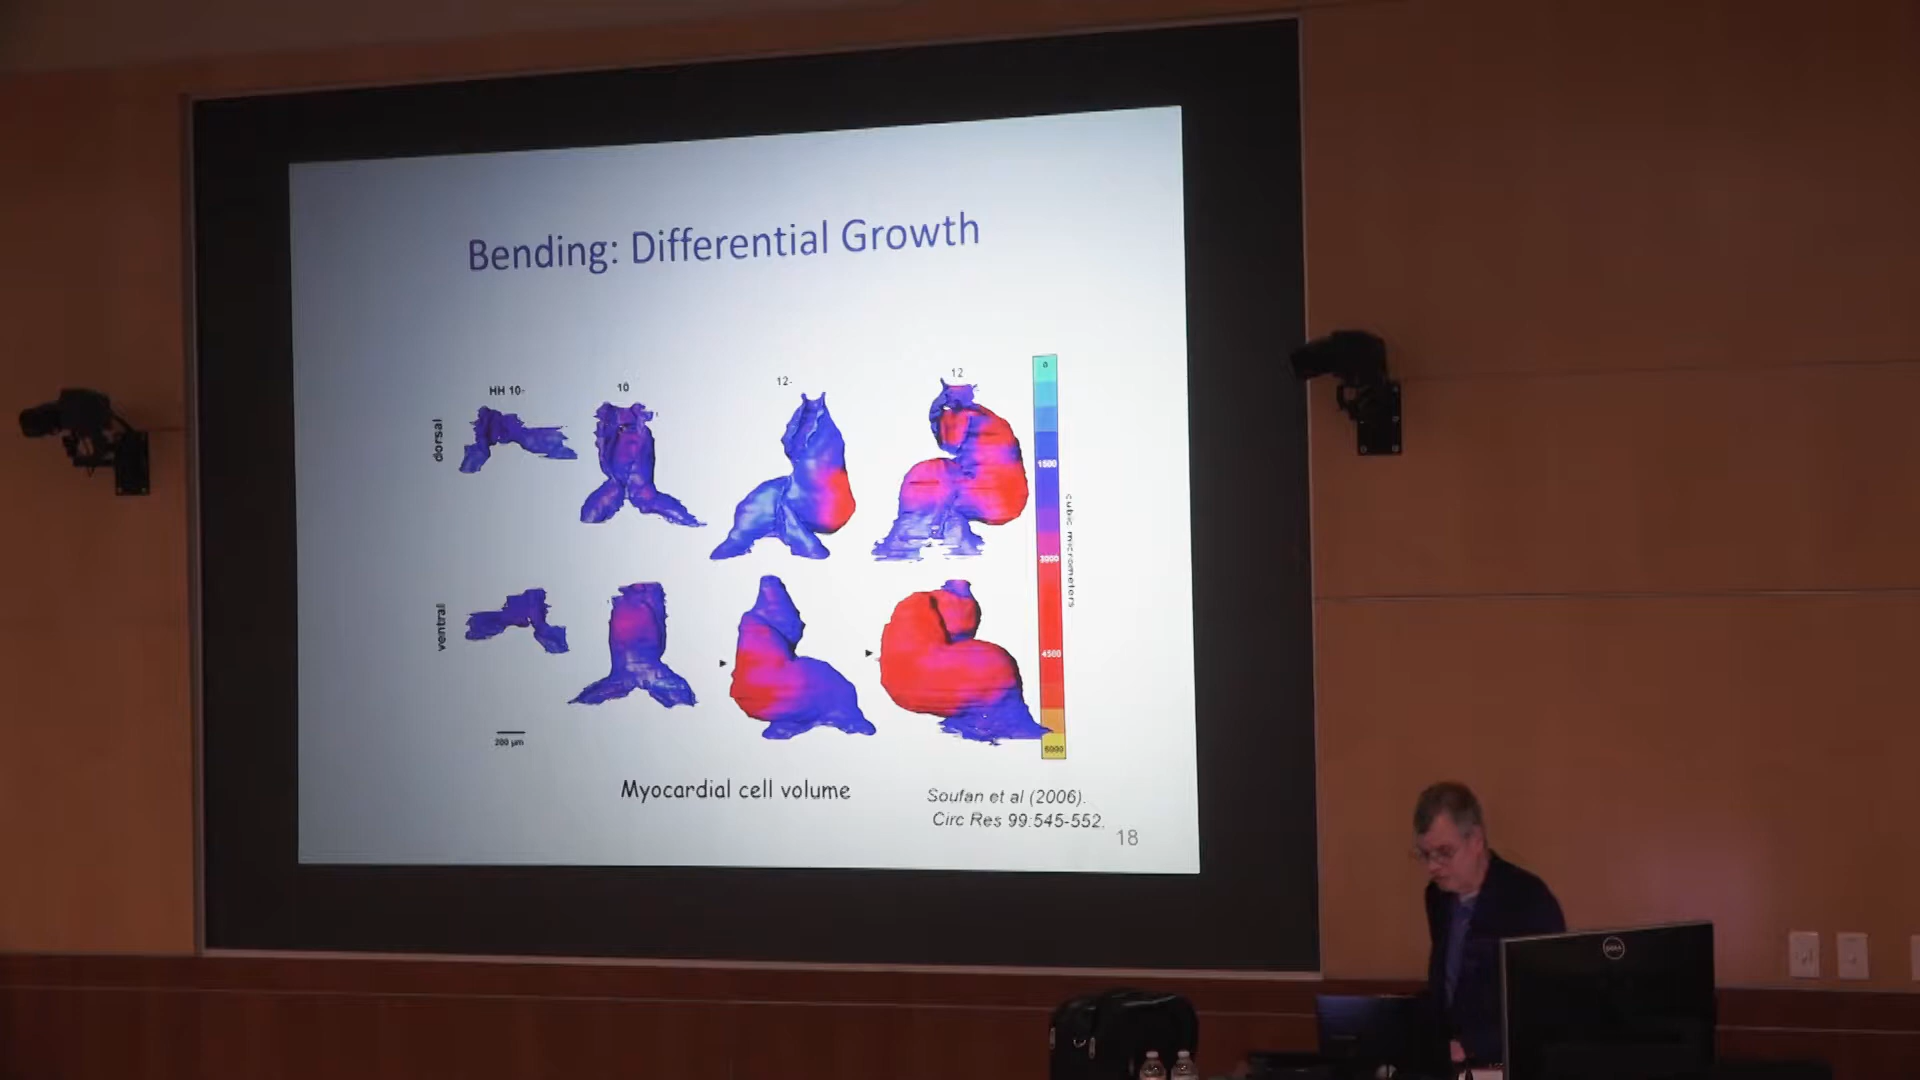 Bending: Differential Growth
HH 10-
10
12-
12
dorsal
ventral
0
1500
3000
4500
6000
cubic micrometers
200 µm
Myocardial cell volume
Soufan et al (2006).
Circ Res 99:545-552.
18
DELL